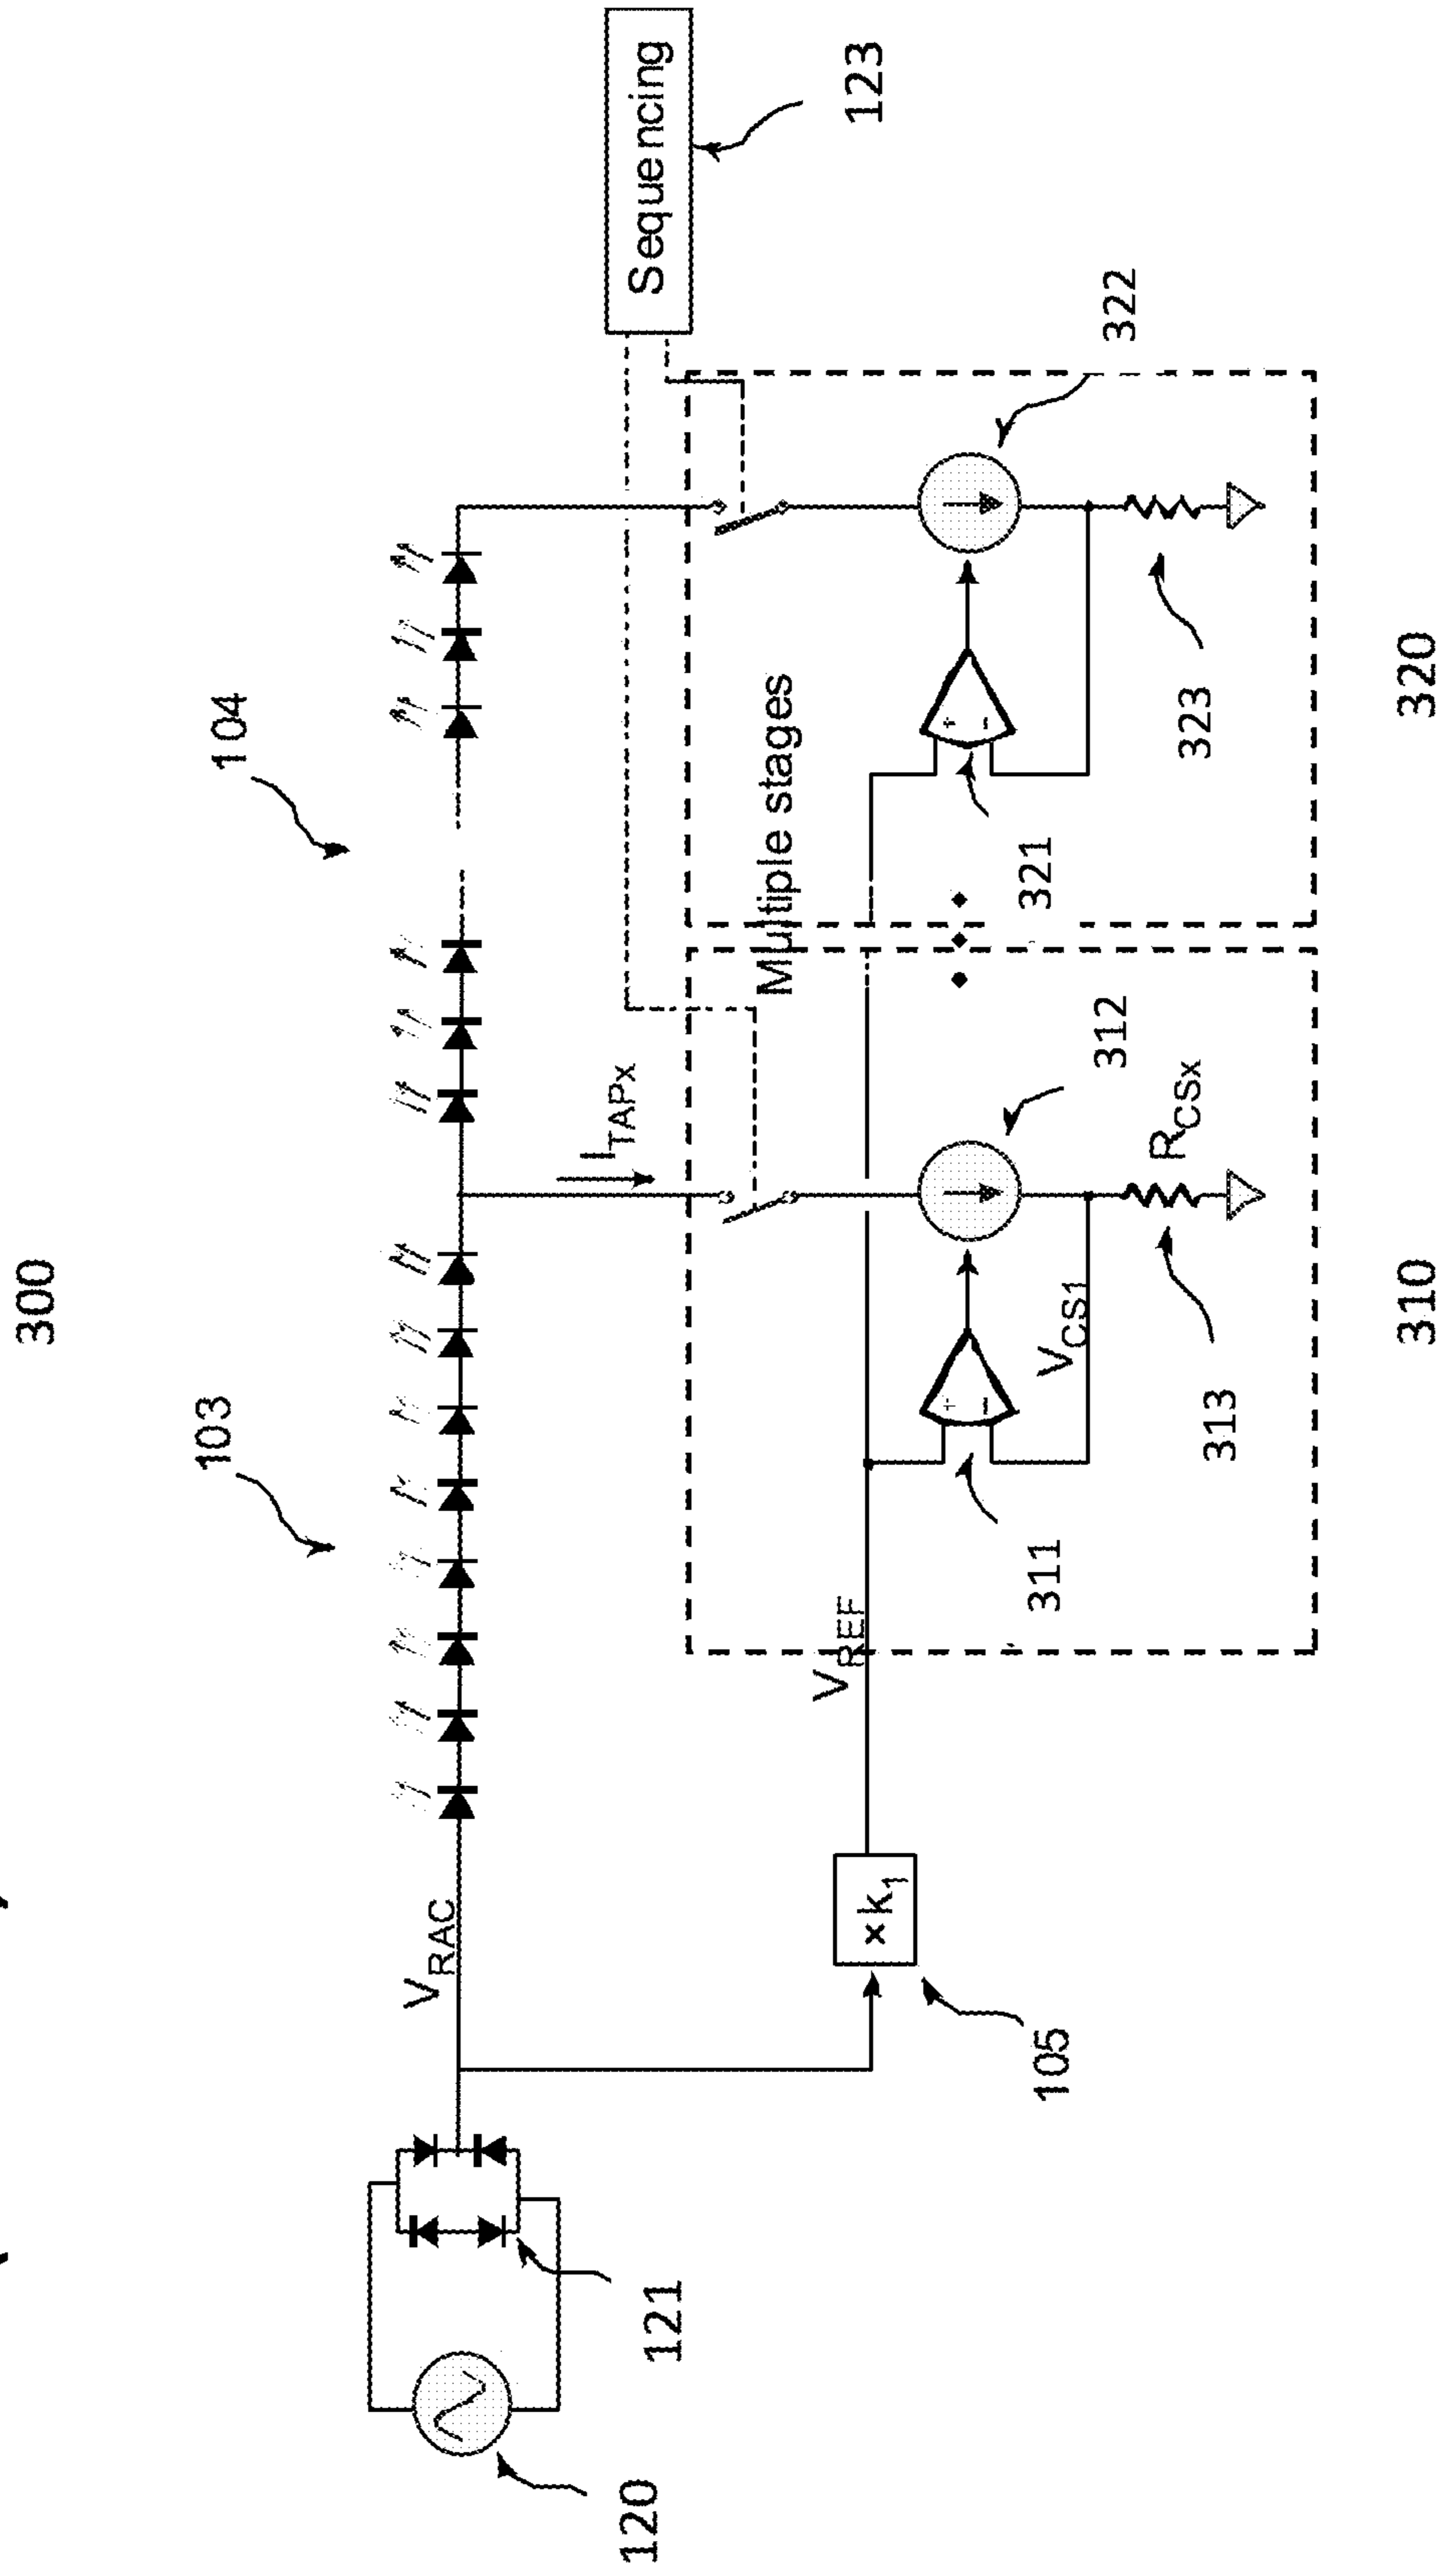 300
103
104
V_RAC
I_TAPx
Sequencing
123
120
121
105
×k₁
V_REF
Multiple stages
+
−
311
312
V_CS1
R_CSx
313
+
−
321
322
323
310
320